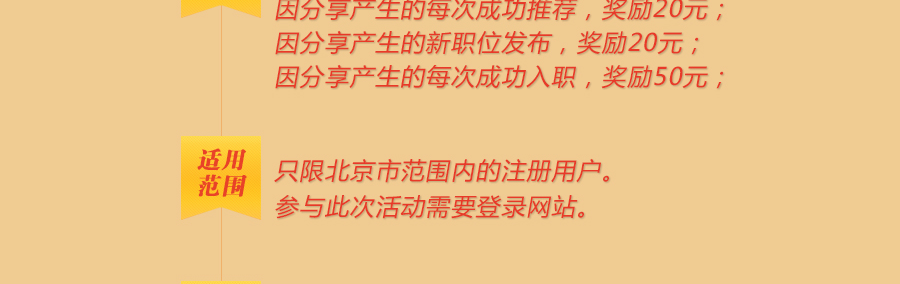 因分享产生的每次成功推荐，奖励20元；
因分享产生的新职位发布，奖励20元；
因分享产生的每次成功入职，奖励50元；
适用
范围
只限北京市范围内的注册用户。
参与此次活动需要登录网站。